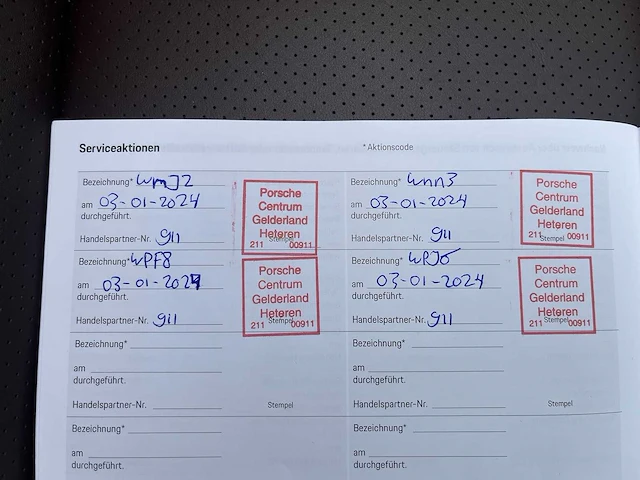 Serviceaktionen
* Aktionscode
Bezeichnung* WMJ2
am 03-01-2024
durchgeführt.
Handelspartner-Nr. 911
Porsche
Centrum
Gelderland
Heteren
211 Stempel 00911
Bezeichnung* WNN3
am 03-01-2024
durchgeführt.
Handelspartner-Nr. 911
Porsche
Centrum
Gelderland
Heteren
211 Stempel 00911
Bezeichnung* WPF8
am 03-01-2024
durchgeführt.
Handelspartner-Nr. 911
Porsche
Centrum
Gelderland
Heteren
211 Stempel 00911
Bezeichnung*
am 03-01-2024
durchgeführt.
Handelspartner-Nr. 911
Porsche
Centrum
Gelderland
Heteren
211 Stempel 00911
Bezeichnung*
am
durchgeführt.
Handelspartner-Nr.
Stempel
Bezeichnung*
am
durchgeführt.
Handelspartner-Nr.
Stempel
Bezeichnung*
am
durchgeführt.
Bezeichnung*
am
durchgeführt.